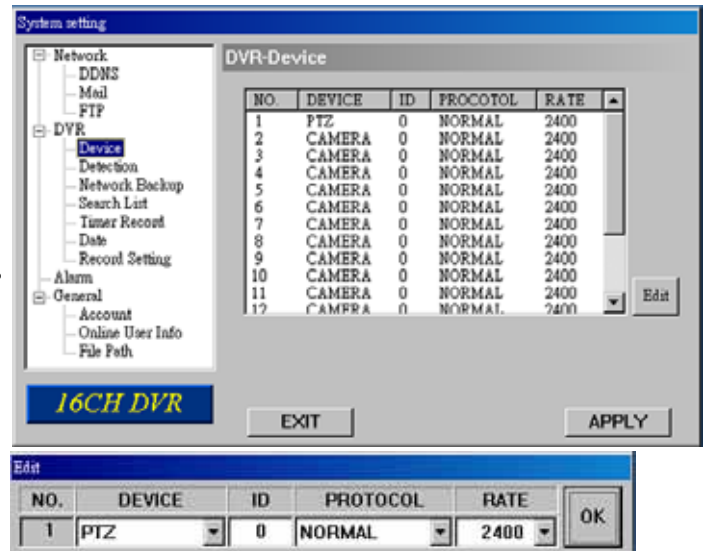 System setting
Network
DDNS
Mail
FTP
DVR
Device
Detection
Network Backup
Search List
Timer Record
Date
Record Setting
Alarm
General
Account
Online User Info
File Path
16CH DVR
DVR-Device
NO. DEVICE ID PROCOTOL RATE
1 PTZ 0 NORMAL 2400
2 CAMERA 0 NORMAL 2400
3 CAMERA 0 NORMAL 2400
4 CAMERA 0 NORMAL 2400
5 CAMERA 0 NORMAL 2400
6 CAMERA 0 NORMAL 2400
7 CAMERA 0 NORMAL 2400
8 CAMERA 0 NORMAL 2400
9 CAMERA 0 NORMAL 2400
10 CAMERA 0 NORMAL 2400
11 CAMERA 0 NORMAL 2400
12 CAMERA 0 NORMAL 2400
Edit
EXIT APPLY
Edit
NO. DEVICE ID PROTOCOL RATE
1 PTZ 0 NORMAL 2400 OK